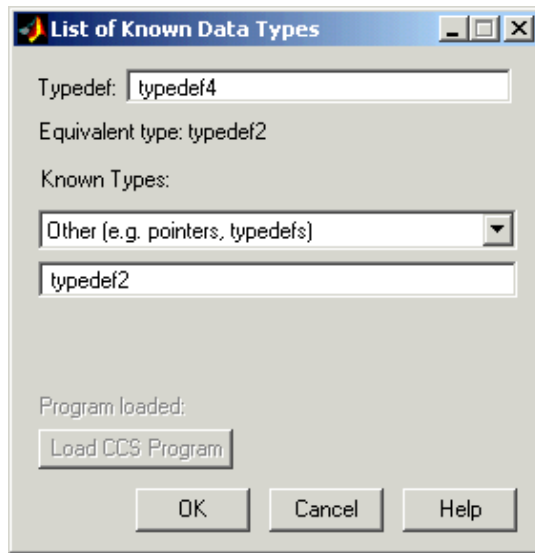 List of Known Data Types
Typedef: typedef4
Equivalent type: typedef2
Known Types:
Other (e.g. pointers, typedefs)
typedef2
Program loaded:
Load CCS Program
OK Cancel Help